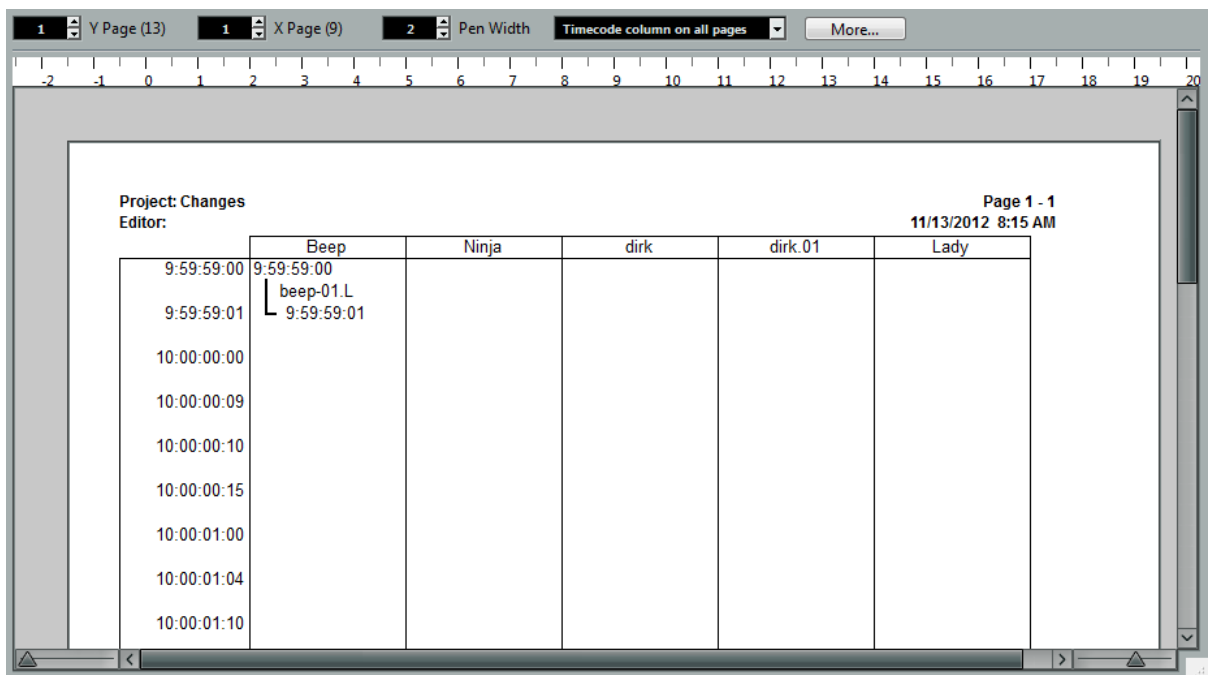 1 Y Page (13) 1 X Page (9) 2 Pen Width Timecode column on all pages More...
-2 -1 0 1 2 3 4 5 6 7 8 9 10 11 12 13 14 15 16 17 18 19 20
Project: Changes Page 1 - 1
Editor: 11/13/2012 8:15 AM
Beep Ninja dirk dirk.01 Lady
9:59:59:00 9:59:59:00
beep-01.L
9:59:59:01 9:59:59:01
10:00:00:00
10:00:00:09
10:00:00:10
10:00:00:15
10:00:01:00
10:00:01:04
10:00:01:10